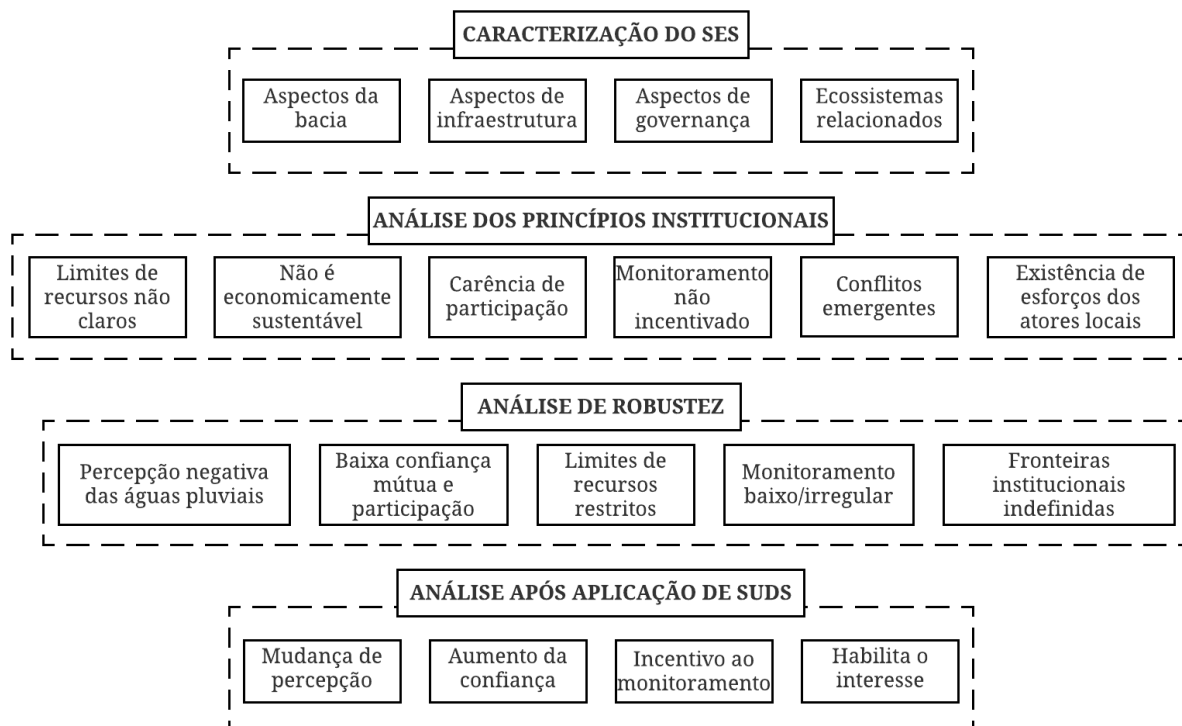 CARACTERIZAÇÃO DO SES
Aspectos da
bacia
Aspectos de
infraestrutura
Aspectos de
governança
Ecossistemas
relacionados
ANÁLISE DOS PRINCÍPIOS INSTITUCIONAIS
Limites de
recursos não
claros
Não é
economicamente
sustentável
Carência de
participação
Monitoramento
não
incentivado
Conflitos
emergentes
Existência de
esforços dos
atores locais
ANÁLISE DE ROBUSTEZ
Percepção negativa
das águas pluviais
Baixa confiança
mútua e
participação
Limites de
recursos
restritos
Monitoramento
baixo/irregular
Fronteiras
institucionais
indefinidas
ANÁLISE APÓS APLICAÇÃO DE SUDS
Mudança de
percepção
Aumento da
confiança
Incentivo ao
monitoramento
Habilita o
interesse